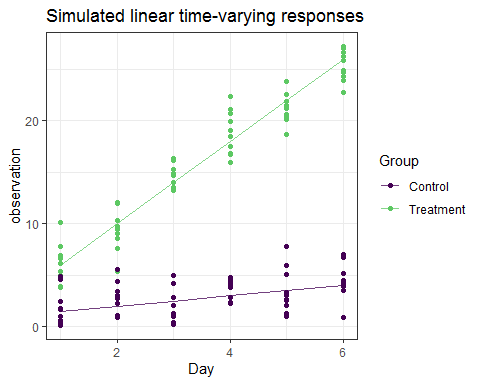 Simulated linear time-varying responses
observation
20
10
0
2
4
6
Day
Group
Control
Treatment